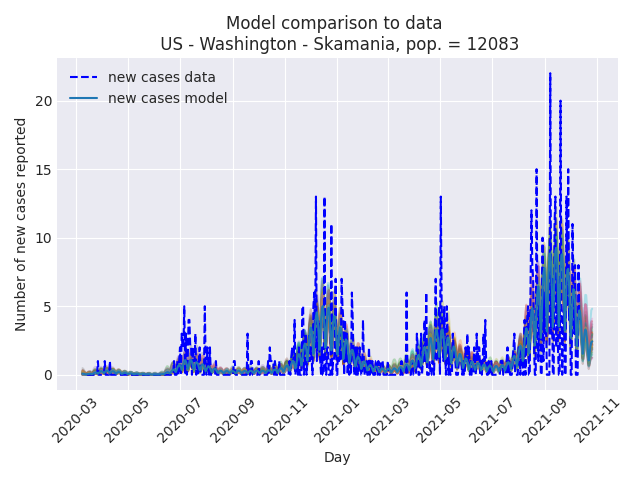 Model comparison to data
US - Washington - Skamania, pop. = 12083
new cases data
new cases model
Number of new cases reported
20
15
10
5
0
2020-03
2020-05
2020-07
2020-09
2020-11
2021-01
2021-03
2021-05
2021-07
2021-09
2021-11
Day